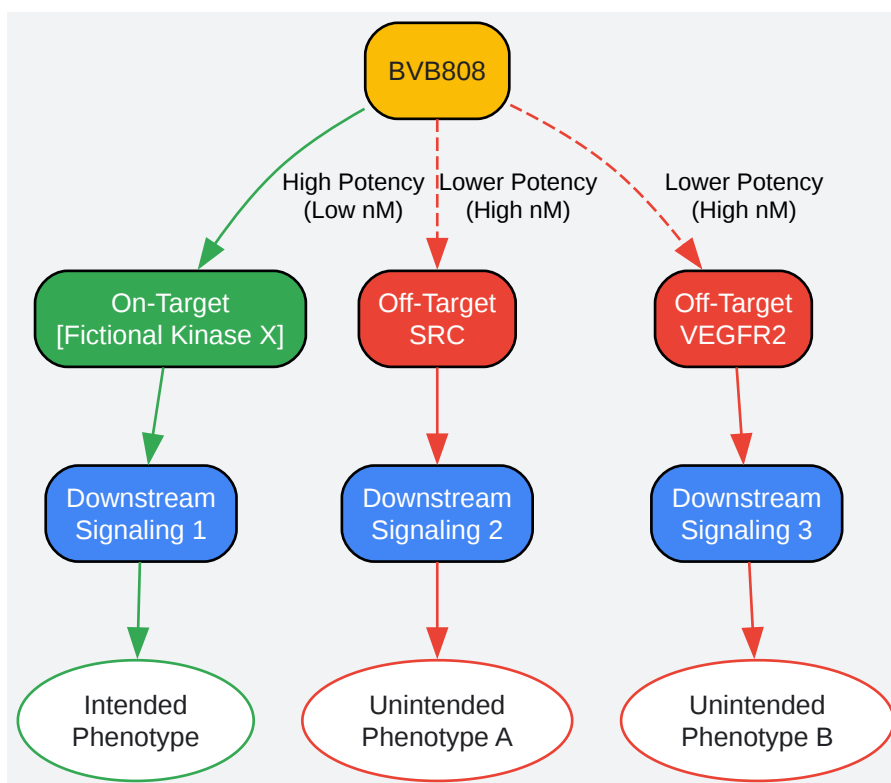 BVB808
High Potency
(Low nM)
Lower Potency
(High nM)
Lower Potency
(High nM)
On-Target
[Fictional Kinase X]
Off-Target
SRC
Off-Target
VEGFR2
Downstream
Signaling 1
Downstream
Signaling 2
Downstream
Signaling 3
Intended
Phenotype
Unintended
Phenotype A
Unintended
Phenotype B